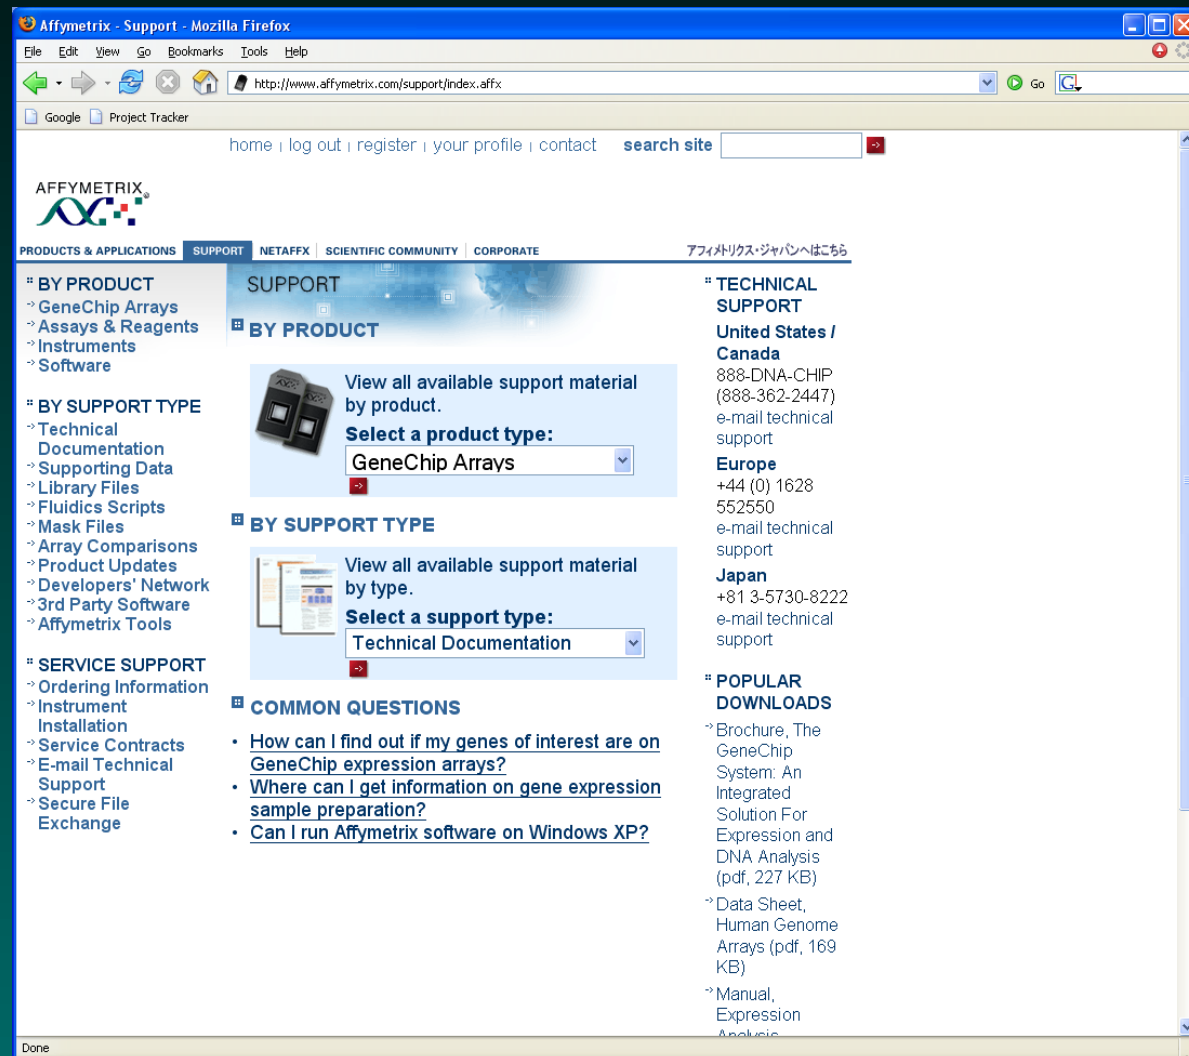 Affymetrix - Support - Mozilla Firefox
File Edit View Go Bookmarks Tools Help
http://www.affymetrix.com/support/index.affx
Go
G
Google Project Tracker
home | log out | register | your profile | contact search site
AFFYMETRIX®
PRODUCTS & APPLICATIONS SUPPORT NETAFFX SCIENTIFIC COMMUNITY CORPORATE
アフィメトリクス・ジャパンへはこちら
BY PRODUCT
GeneChip Arrays
Assays & Reagents
Instruments
Software
BY SUPPORT TYPE
Technical
Documentation
Supporting Data
Library Files
Fluidics Scripts
Mask Files
Array Comparisons
Product Updates
Developers' Network
3rd Party Software
Affymetrix Tools
SERVICE SUPPORT
Ordering Information
Instrument
Installation
Service Contracts
E-mail Technical
Support
Secure File
Exchange
SUPPORT
BY PRODUCT
View all available support material
by product.
Select a product type:
GeneChip Arrays
BY SUPPORT TYPE
View all available support material
by type.
Select a support type:
Technical Documentation
COMMON QUESTIONS
• How can I find out if my genes of interest are on
GeneChip expression arrays?
• Where can I get information on gene expression
sample preparation?
• Can I run Affymetrix software on Windows XP?
TECHNICAL
SUPPORT
United States /
Canada
888-DNA-CHIP
(888-362-2447)
e-mail technical
support
Europe
+44 (0) 1628
552550
e-mail technical
support
Japan
+81 3-5730-8222
e-mail technical
support
POPULAR
DOWNLOADS
Brochure, The
GeneChip
System: An
Integrated
Solution For
Expression and
DNA Analysis
(pdf, 227 KB)
Data Sheet,
Human Genome
Arrays (pdf, 169
KB)
Manual,
Expression
Analysis
Done